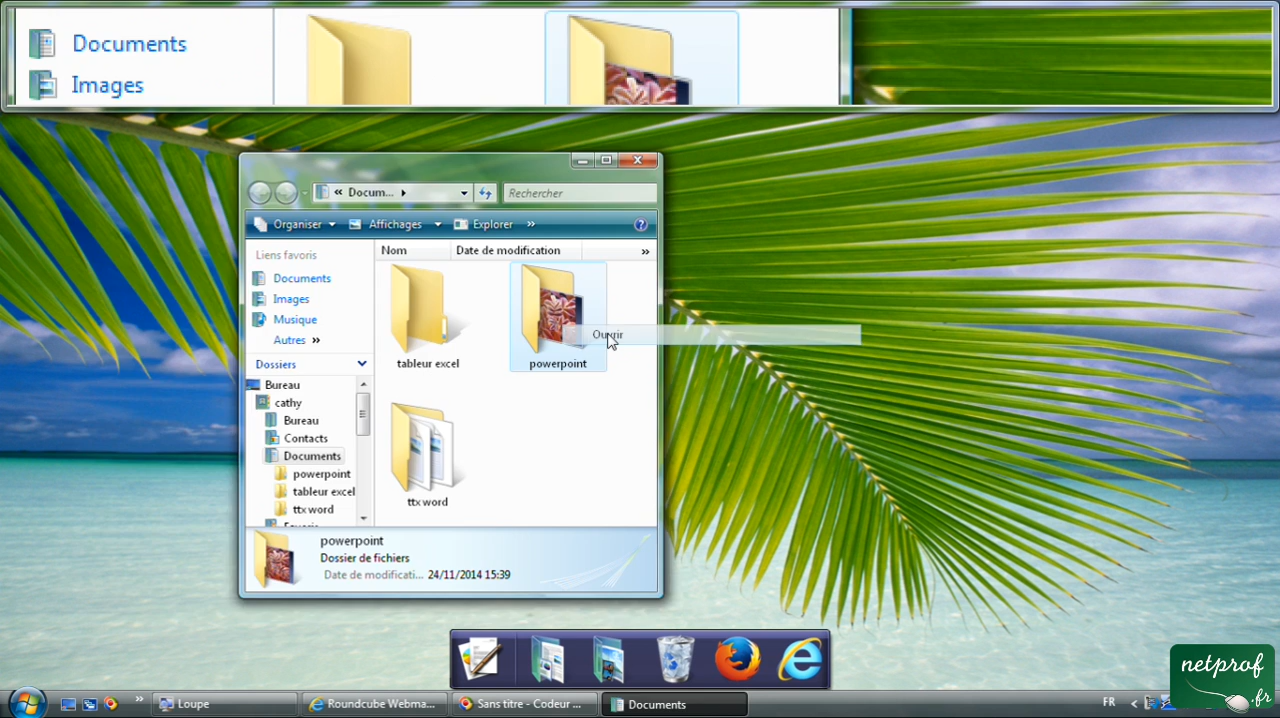 Documents
Images
« Docum...
Rechercher
Organiser
Affichages
Explorer »
Liens favoris
Documents
Images
Musique
Autres »
Dossiers
Bureau
cathy
Bureau
Contacts
Documents
powerpoint
tableur excel
ttx word
Nom
Date de modification
»
tableur excel
powerpoint
Ouvrir
ttx word
powerpoint
Dossier de fichiers
Date de modificati... 24/11/2014 15:39
»
Loupe
Roundcube Webma...
Sans titre - Codeur ...
Documents
FR
netprof
.fr